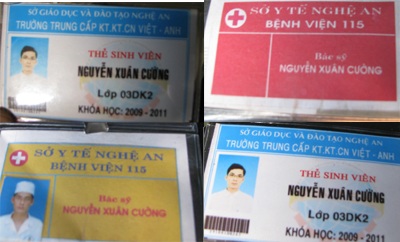 SỞ GIÁO DỤC VÀ ĐÀO TẠO NGHỆ AN
TRƯỜNG TRUNG CẤP KT.KT.CN VIỆT - ANH
THẺ SINH VIÊN
NGUYỄN XUÂN CƯỜNG
Lớp 03DK2
KHÓA HỌC: 2009 - 2011
SỞ Y TẾ NGHỆ AN
BỆNH VIỆN 115
Bác sỹ
NGUYỄN XUÂN CƯỜNG
SỞ Y TẾ NGHỆ AN
BỆNH VIỆN 115
Bác sỹ
NGUYỄN XUÂN CƯỜNG
SỞ GIÁO DỤC VÀ ĐÀO TẠO NGHỆ AN
TRƯỜNG TRUNG CẤP KT.KT.CN VIỆT - ANH
THẺ SINH VIÊN
NGUYỄN XUÂN CƯỜNG
Lớp 03DK2
KHÓA HỌC: 2009 - 2011